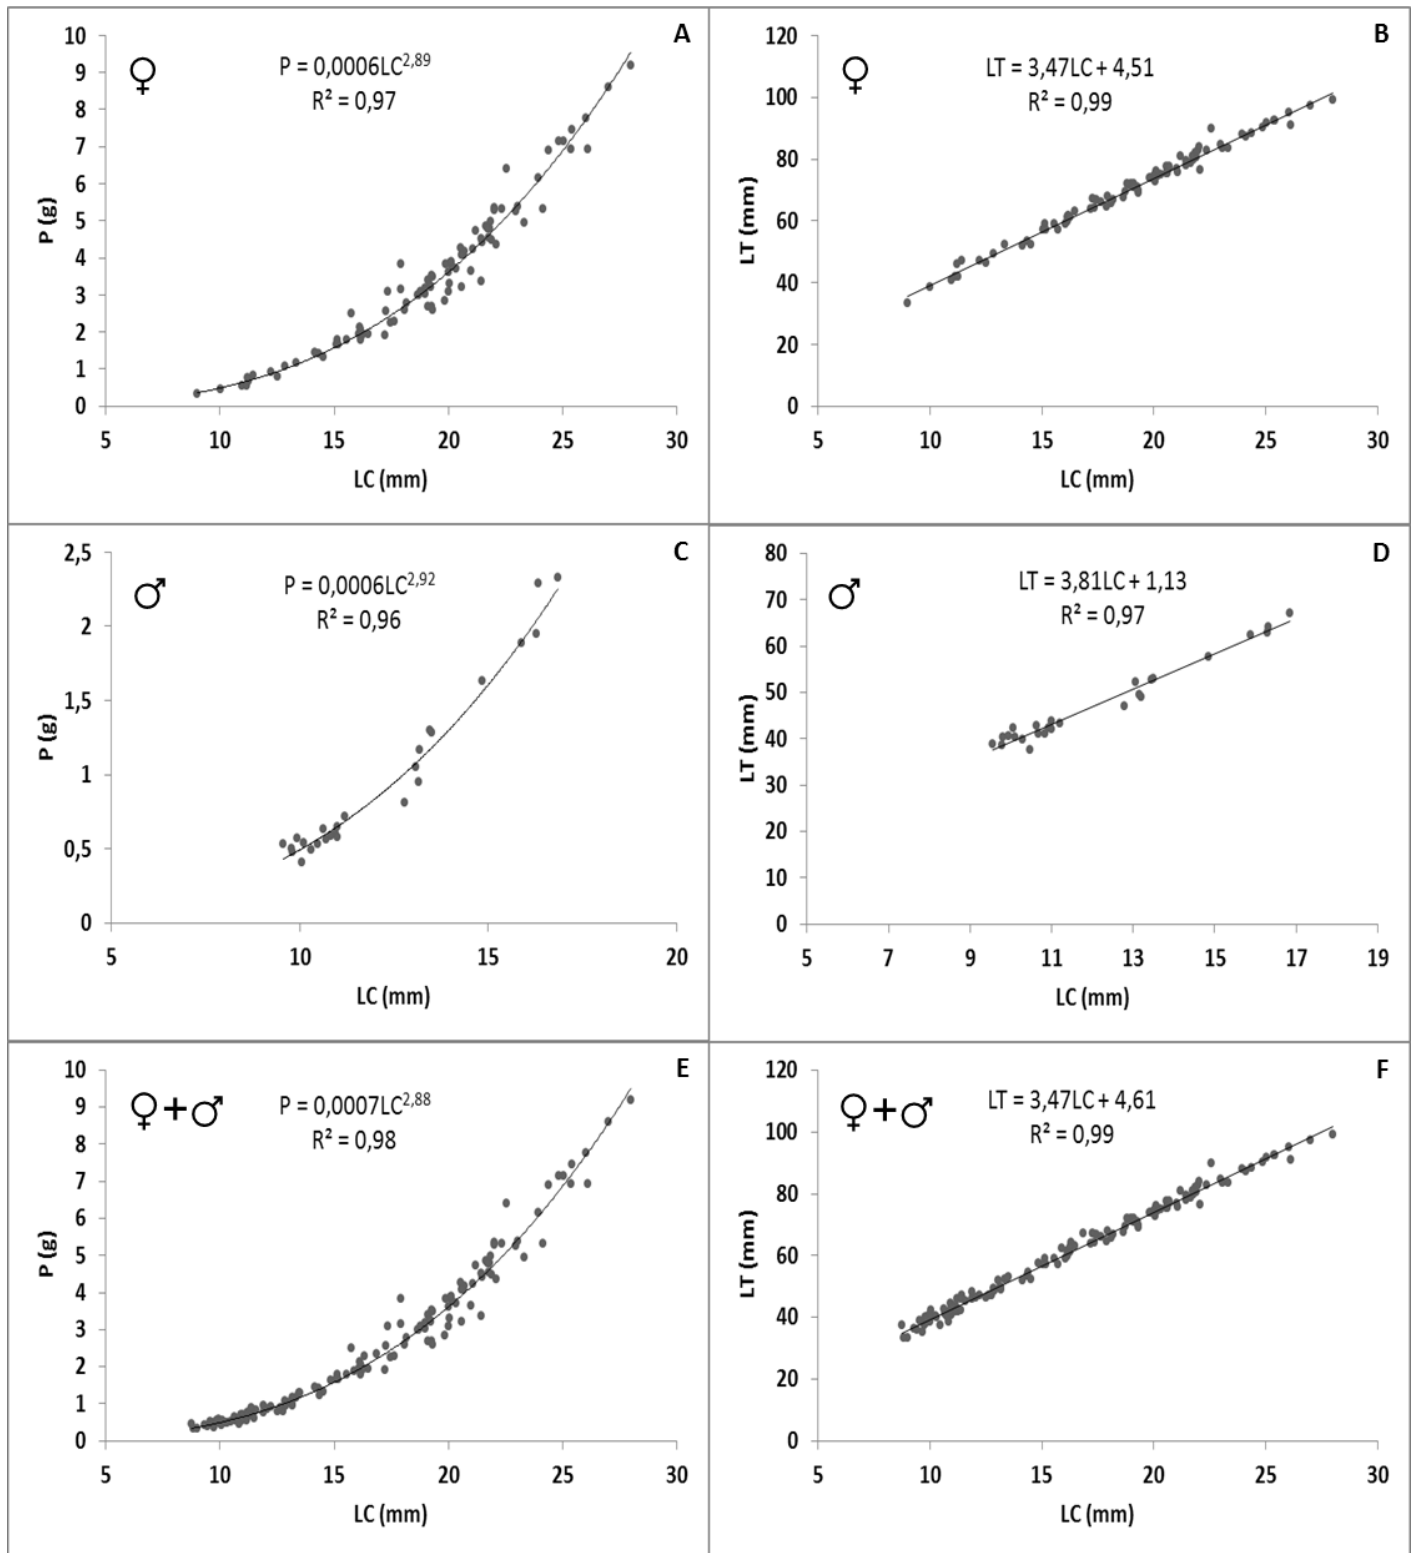 A
♀
P = 0,0006LC^2,89
R² = 0,97
10
9
8
7
6
5
4
3
2
1
0
P (g)
5 10 15 20 25 30
LC (mm)
B
♀
LT = 3,47LC + 4,51
R² = 0,99
120
100
80
60
40
20
0
LT (mm)
5 10 15 20 25 30
LC (mm)
C
♂
P = 0,0006LC^2,92
R² = 0,96
2,5
2
1,5
1
0,5
0
P (g)
5 10 15 20
LC (mm)
D
♂
LT = 3,81LC + 1,13
R² = 0,97
80
70
60
50
40
30
20
10
0
LT (mm)
5 7 9 11 13 15 17 19
LC (mm)
E
♀+♂
P = 0,0007LC^2,88
R² = 0,98
10
9
8
7
6
5
4
3
2
1
0
P (g)
5 10 15 20 25 30
LC (mm)
F
♀+♂
LT = 3,47LC + 4,61
R² = 0,99
120
100
80
60
40
20
0
LT (mm)
5 10 15 20 25 30
LC (mm)